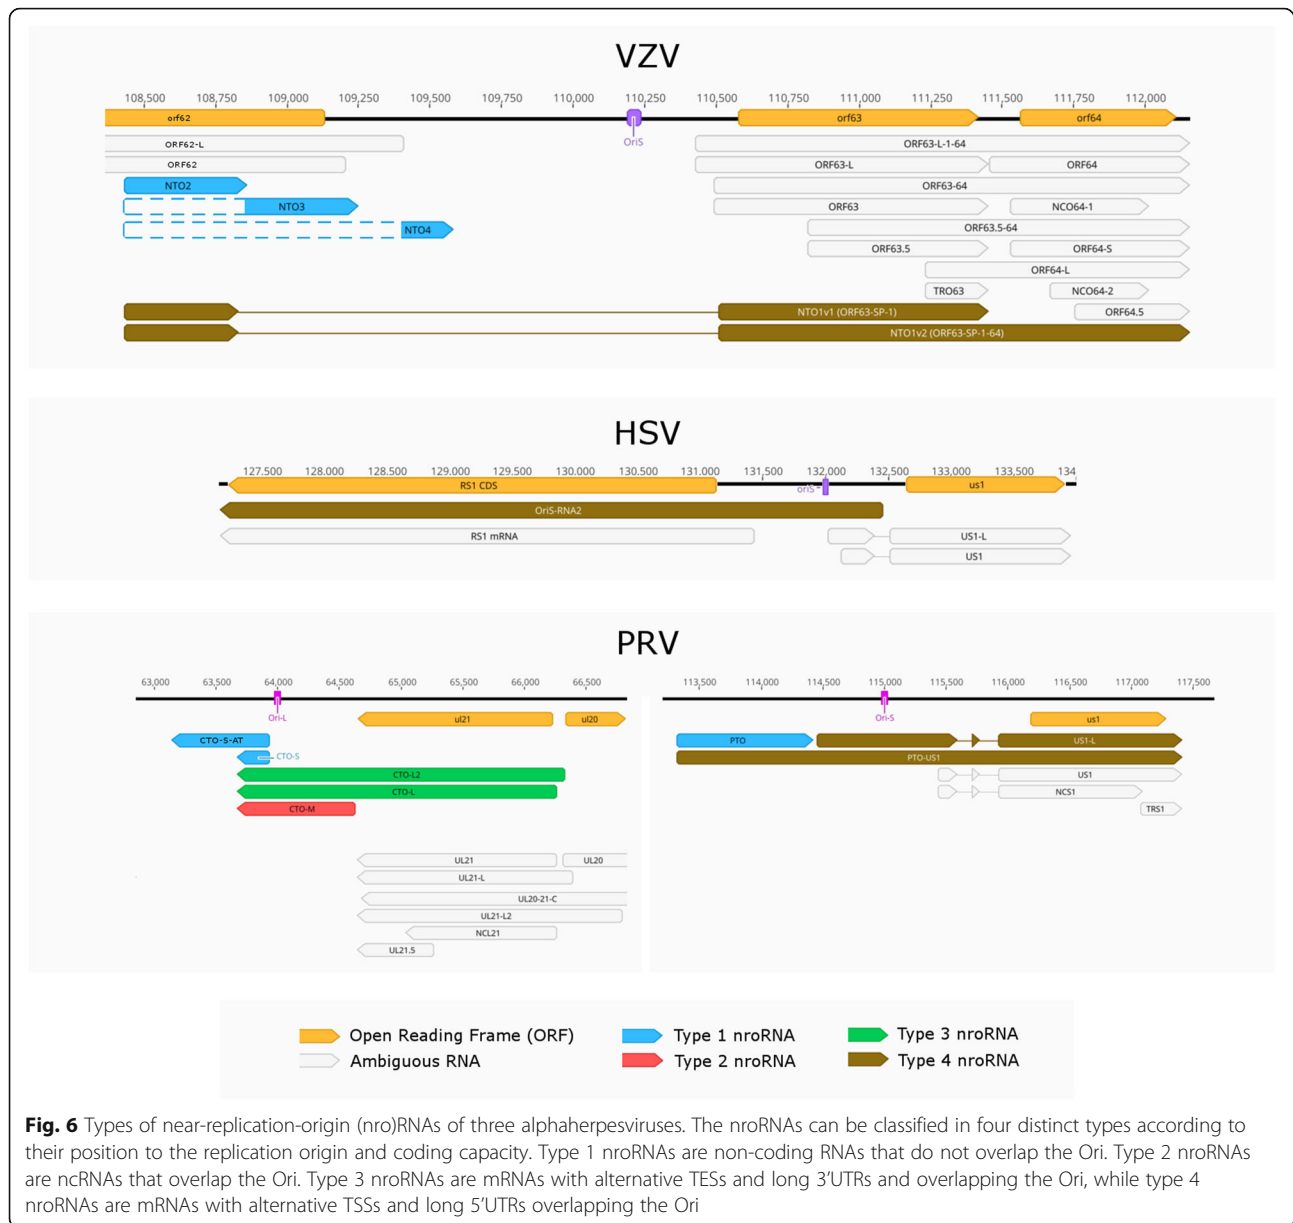 VZV
108,500 108,750 109,000 109,250 109,500 109,750 110,000 110,250 110,500 110,750 111,000 111,250 111,500 111,750 112,000
orf62 orf63 orf64
OriS
ORF62-L ORF63-L-1-64
ORF62 ORF63-L ORF64
NTO2 ORF63-64
NTO3 ORF63 NCO64-1
NTO4 ORF63.5-64
ORF63.5 ORF64-S
ORF64-L
TRO63 NCO64-2
NTO1v1 (ORF63-SP-1) ORF64.5
NTO1v2 (ORF63-SP-1-64)
HSV
127.500 128.000 128.500 129.000 129.500 130.000 130.500 131.000 131,500 132,000 132,500 133,000 133,500 134
RS1 CDS oriS us1
OriS-RNA2
RS1 mRNA US1-L
US1
PRV
63,000 63,500 64,000 64,500 65,000 65,500 66,000 66,500
Ori-L
ul21 ul20
CTO-S-AT
CTO-S
CTO-L2
CTO-L
CTO-M
UL21 UL20
UL21-L
UL20-21-C
UL21-L2
NCL21
UL21.5
113,500 114,000 114,500 115,000 115,500 116,000 116,500 117,000 117,500
Ori-S
us1
PTO US1-L
PTO-US1
US1
NCS1
TRS1
Open Reading Frame (ORF) Type 1 nroRNA Type 3 nroRNA
Ambiguous RNA Type 2 nroRNA Type 4 nroRNA
Fig. 6 Types of near-replication-origin (nro)RNAs of three alphaherpesviruses. The nroRNAs can be classified in four distinct types according to
their position to the replication origin and coding capacity. Type 1 nroRNAs are non-coding RNAs that do not overlap the Ori. Type 2 nroRNAs
are ncRNAs that overlap the Ori. Type 3 nroRNAs are mRNAs with alternative TESs and long 3’UTRs and overlapping the Ori, while type 4
nroRNAs are mRNAs with alternative TSSs and long 5’UTRs overlapping the Ori